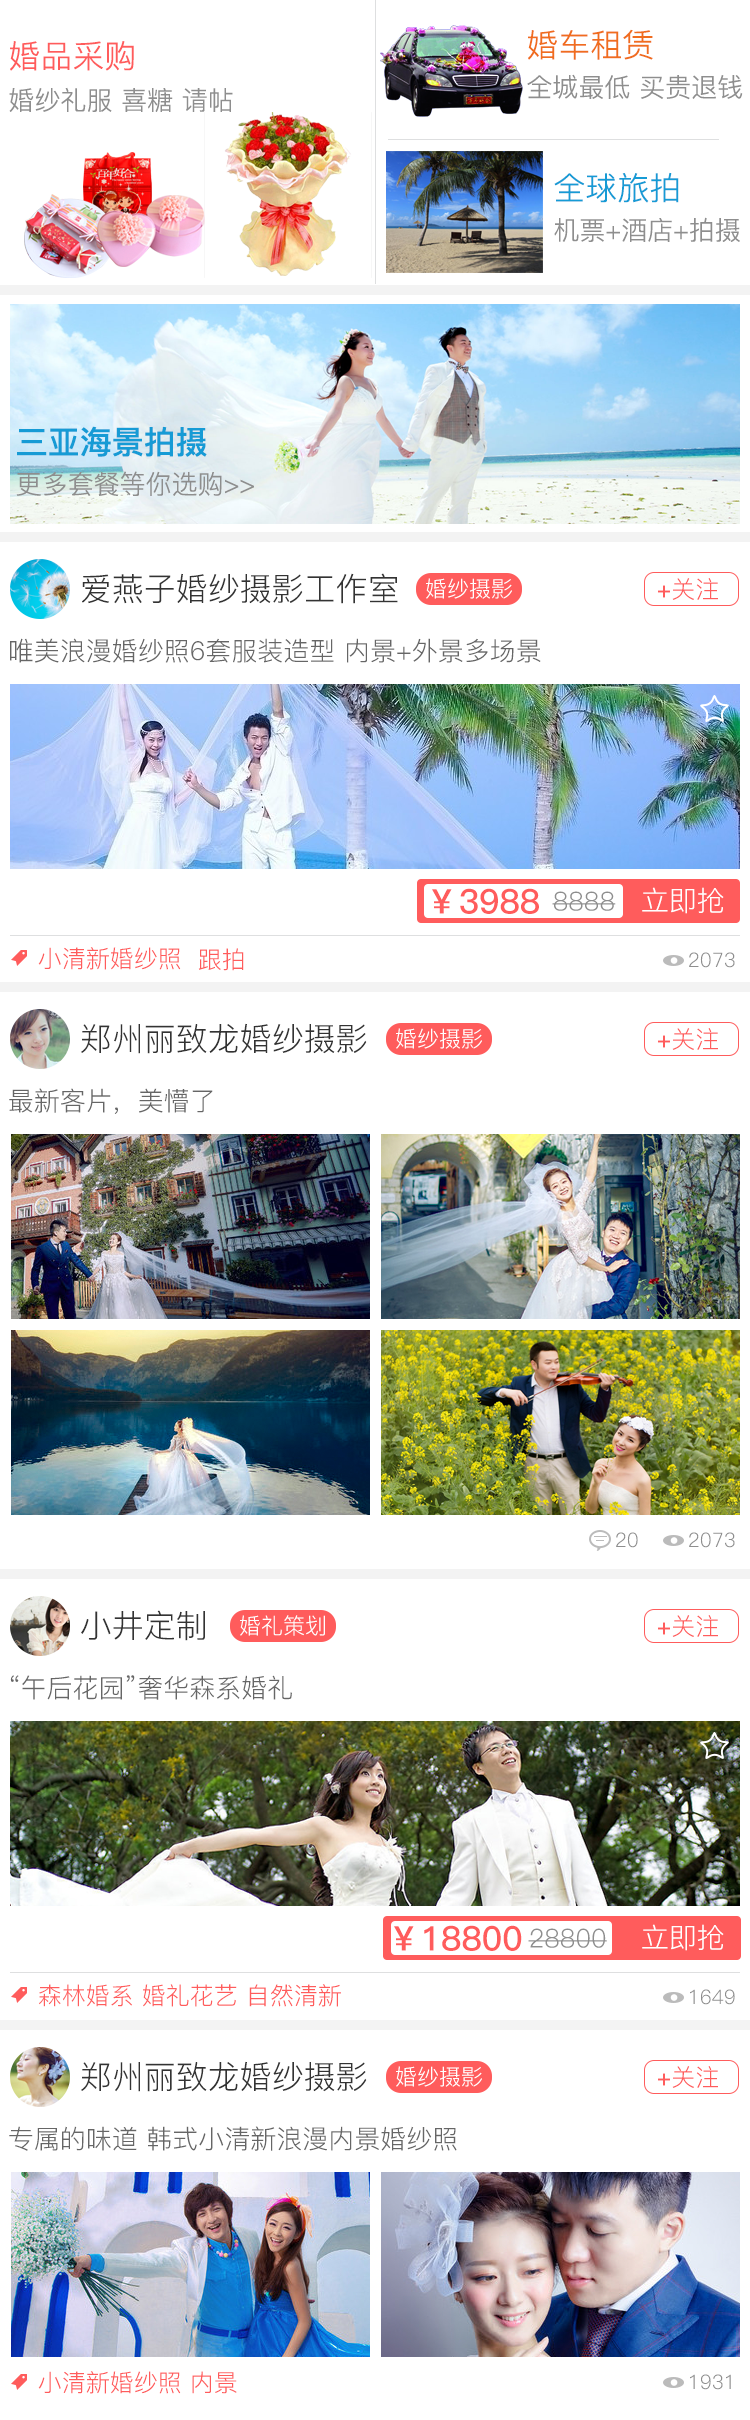 婚品采购
婚纱礼服 喜糖 请帖
百年好合
婚车租赁
全城最低 买贵退钱
全球旅拍
机票+酒店+拍摄
三亚海景拍摄
更多套餐等你选购>>
爱燕子婚纱摄影工作室 婚纱摄影 +关注
唯美浪漫婚纱照6套服装造型 内景+外景多场景
¥ 3988 8888 立即抢
小清新婚纱照 跟拍 2073
郑州丽致龙婚纱摄影 婚纱摄影 +关注
最新客片，美懵了
20 2073
小井定制 婚礼策划 +关注
“午后花园”奢华森系婚礼
¥ 18800 28800 立即抢
森林婚系 婚礼花艺 自然清新 1649
郑州丽致龙婚纱摄影 婚纱摄影 +关注
专属的味道 韩式小清新浪漫内景婚纱照
小清新婚纱照 内景 1931